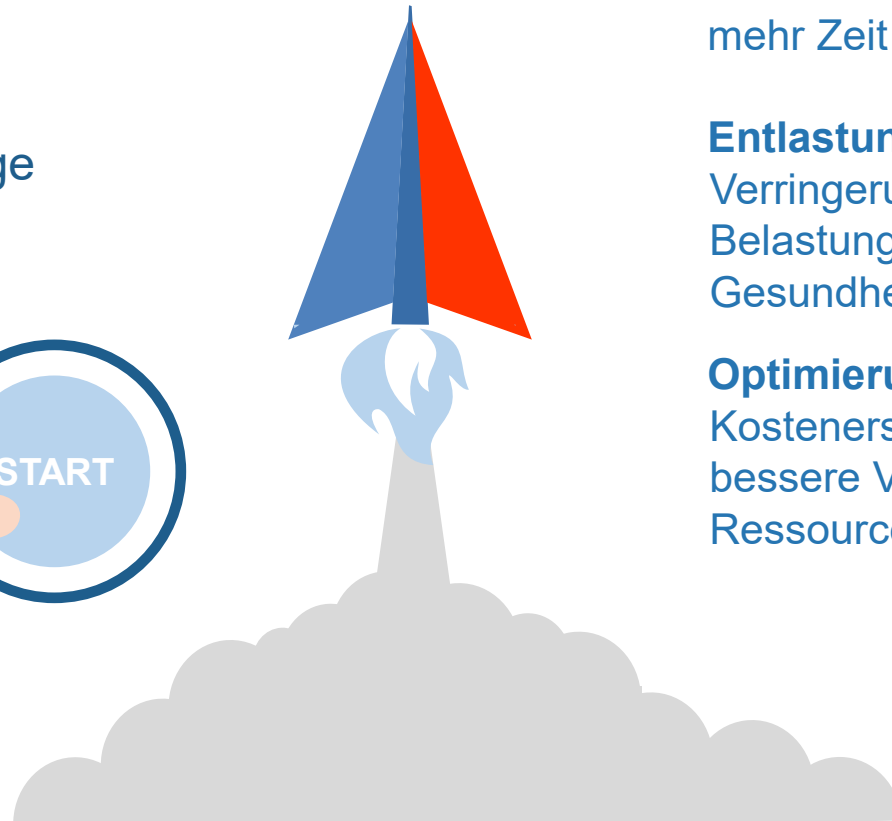 mehr Zeit
ge
Entlastun
Verringeru
Belastung
Gesundhe
START
Optimieru
Kosteners
bessere V
Ressourc